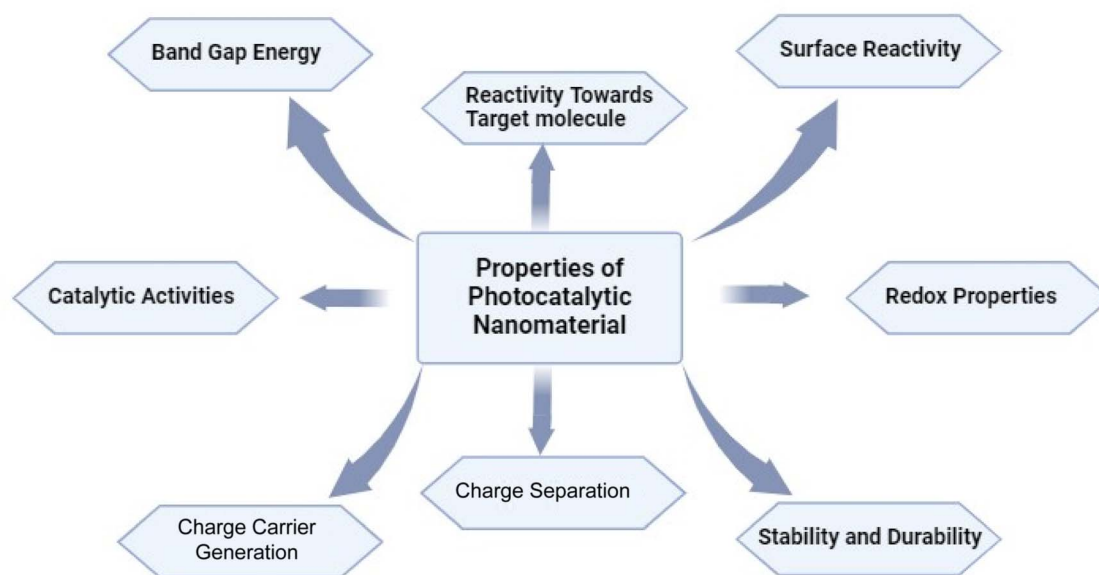 Band Gap Energy
Surface Reactivity
Reactivity Towards
Target molecule
Properties of
Photocatalytic
Nanomaterial
Catalytic Activities
Redox Properties
Charge Separation
Charge Carrier
Generation
Stability and Durability